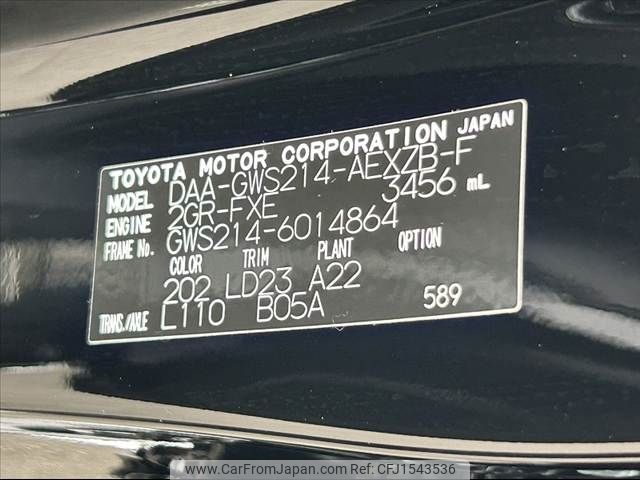 TOYOTA MOTOR CORPORATION JAPAN
MODEL DAA-GWS214-AEXZB-F
ENGINE 2GR-FXE 3456 mL
FRAME No. GWS214-6014864
COLOR TRIM PLANT OPTION
202 LD23 A22
TRANS./AXLE L110 B05A 589
www.CarFromJapan.com CFJ1543536